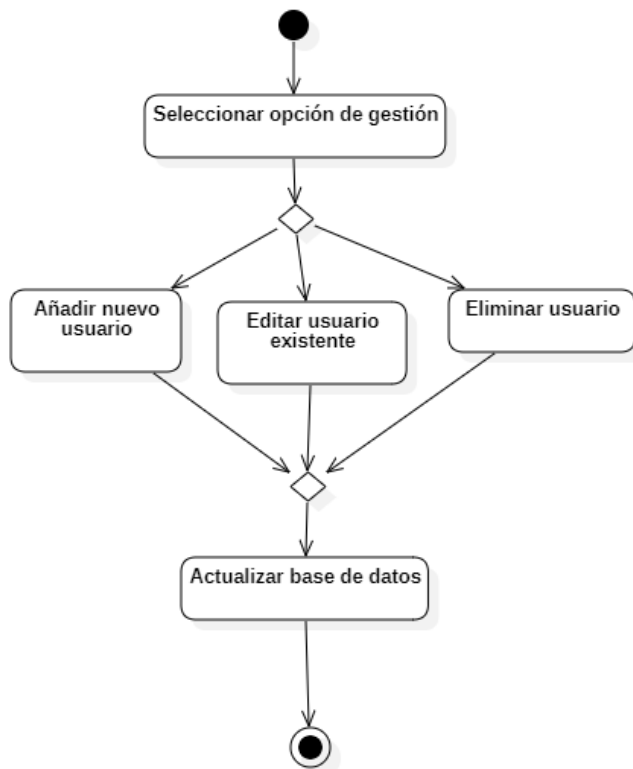 Seleccionar opción de gestión
Añadir nuevo
usuario
Editar usuario
existente
Eliminar usuario
Actualizar base de datos